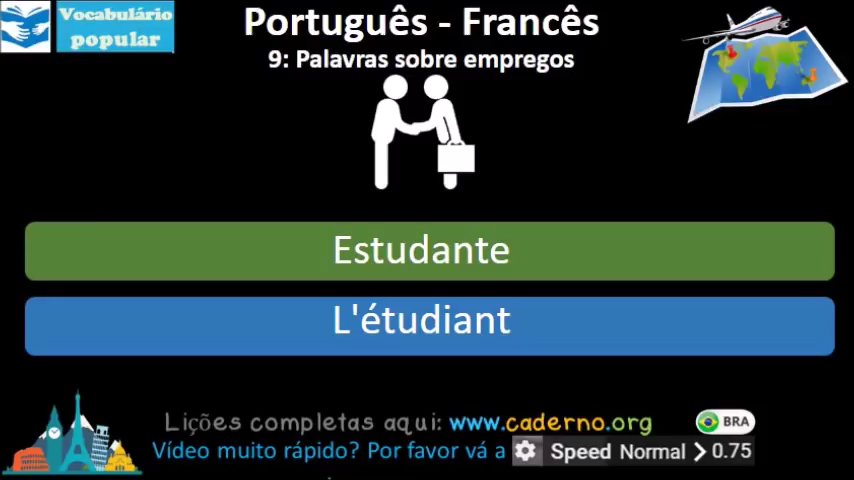 Vocabulário
popular
Português - Francês
9: Palavras sobre empregos
Estudante
L'étudiant
Lições completas aqui: www.caderno.org
BRA
Vídeo muito rápido? Por favor vá a Speed Normal > 0.75